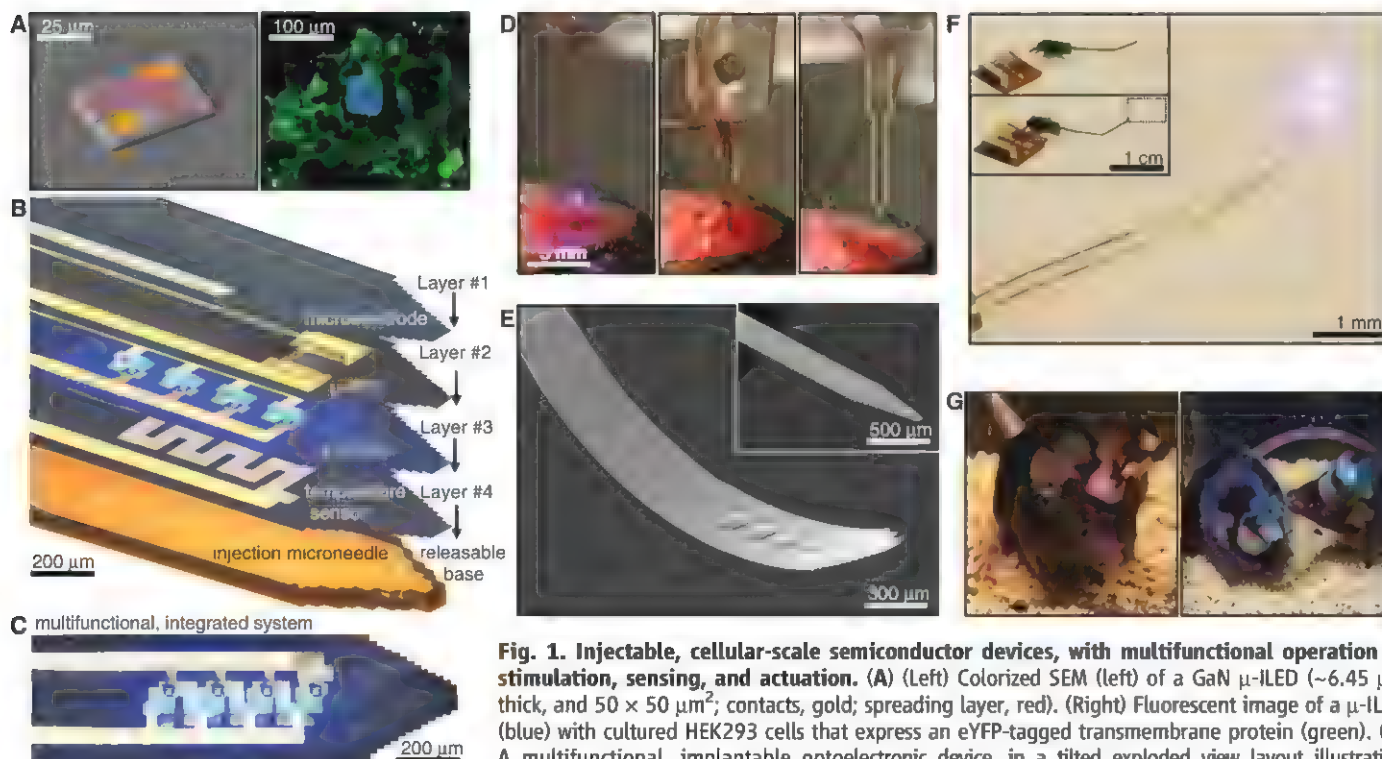 A
25 μm
100 μm
B
Layer #1
Layer #2
Layer #3
Layer #4
injection microneedle
releasable
base
200 μm
C multifunctional, integrated system
200 μm
D
E
500 μm
300 μm
F
1 cm
1 mm
G
Fig. 1. Injectable, cellular-scale semiconductor devices, with multifunctional operation
stimulation, sensing, and actuation. (A) (Left) Colorized SEM (left) of a GaN μ-ILED (~6.45
thick, and 50 × 50 μm²; contacts, gold; spreading layer, red). (Right) Fluorescent image of a
(blue) with cultured HEK293 cells that express an eYFP-tagged transmembrane protein (green).
A multifunctional, implantable optoelectronic device, in a tilted exploded view layout